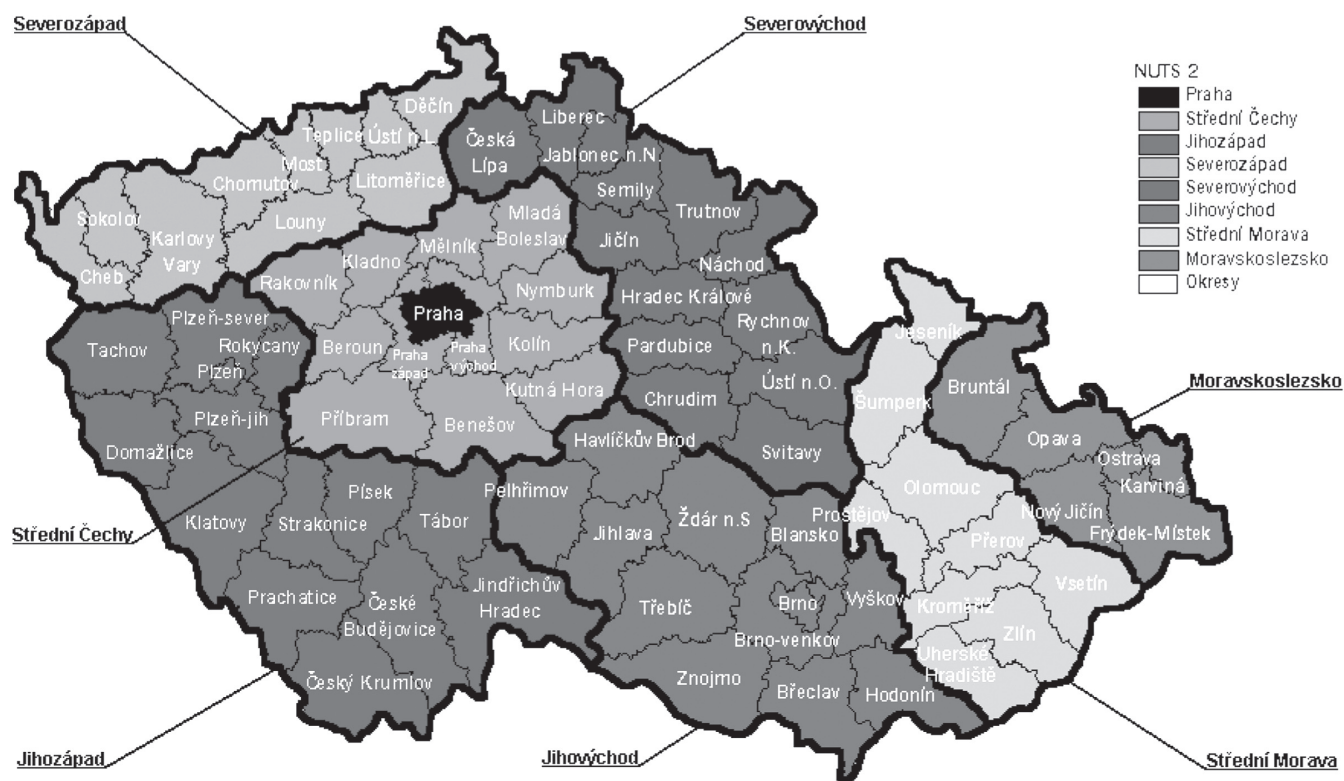 Severozápad
Severovýchod
NUTS 2
Praha
Střední Čechy
Jihozápad
Severozápad
Severovýchod
Jihovýchod
Střední Morava
Moravskoslezsko
Okresy
Děčín
Teplice
Ústí n.L.
Most
Chomutov
Litoměřice
Louny
Sokolov
Karlovy
Vary
Cheb
Česká
Lípa
Liberec
Jablonec n.N.
Semily
Trutnov
Jičín
Náchod
Hradec Králové
Rychnov
n.K.
Pardubice
Ústí n.O.
Chrudim
Svitavy
Mladá
Boleslav
Mělník
Kladno
Rakovník
Nymburk
Praha
Beroun
Praha
západ
Praha
východ
Kolín
Kutná Hora
Příbram
Benešov
Plzeň-sever
Tachov
Rokycany
Plzeň
Plzeň-jih
Domažlice
Klatovy
Písek
Strakonice
Tábor
Prachatice
České
Budějovice
Jindřichův
Hradec
Český Krumlov
Havlíčkův Brod
Pelhřimov
Jihlava
Ždár n.S
Blansko
Třebíč
Brno
Vyškov
Brno-venkov
Znojmo
Břeclav
Hodonín
Jeseník
Šumperk
Olomouc
Prostějov
Přerov
Kroměříž
Vsetín
Zlín
Uherské
Hradiště
Bruntál
Opava
Ostrava
Karviná
Nový Jičín
Frýdek-Místek
Moravskoslezsko
Střední Čechy
Jihozápad
Jihovýchod
Střední Morava